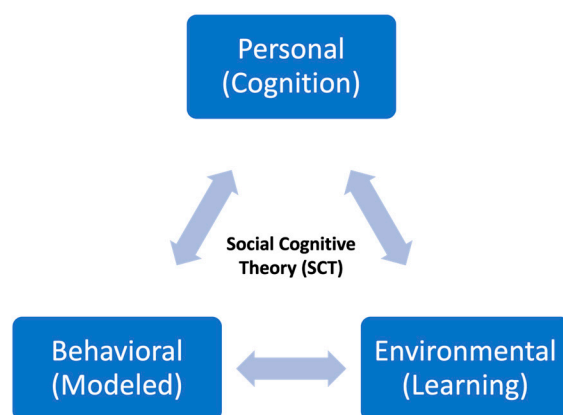 Personal
(Cognition)
Social Cognitive
Theory (SCT)
Behavioral
(Modeled)
Environmental
(Learning)